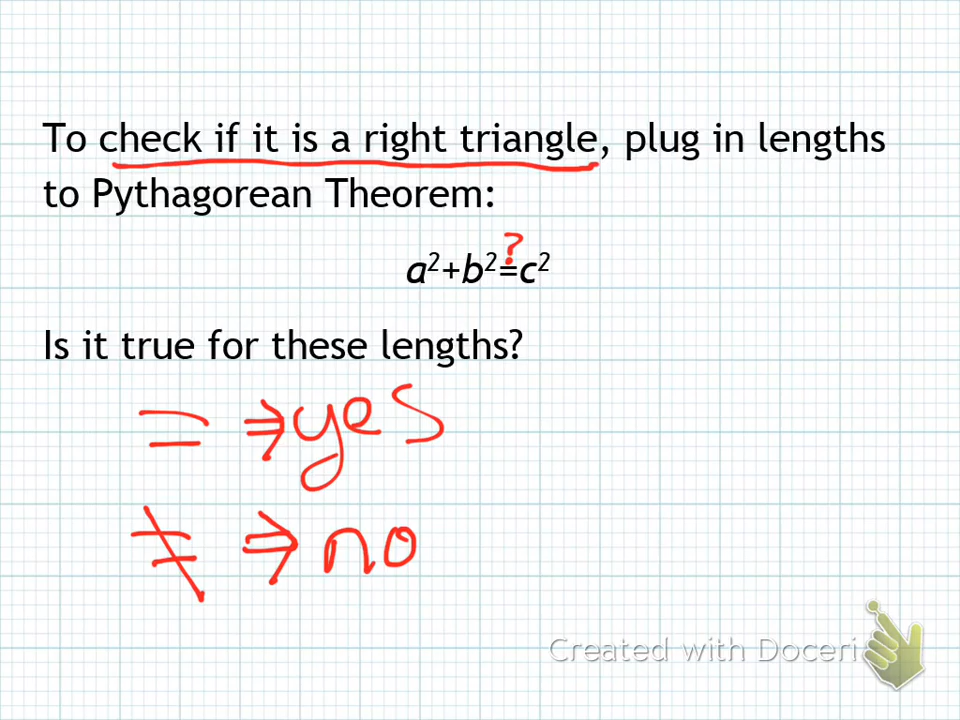 To check if it is a right triangle, plug in lengths
to Pythagorean Theorem:
?
a²+b²=c²
Is it true for these lengths?
= ⇒ yes
≠ ⇒ no
Created with Doceri